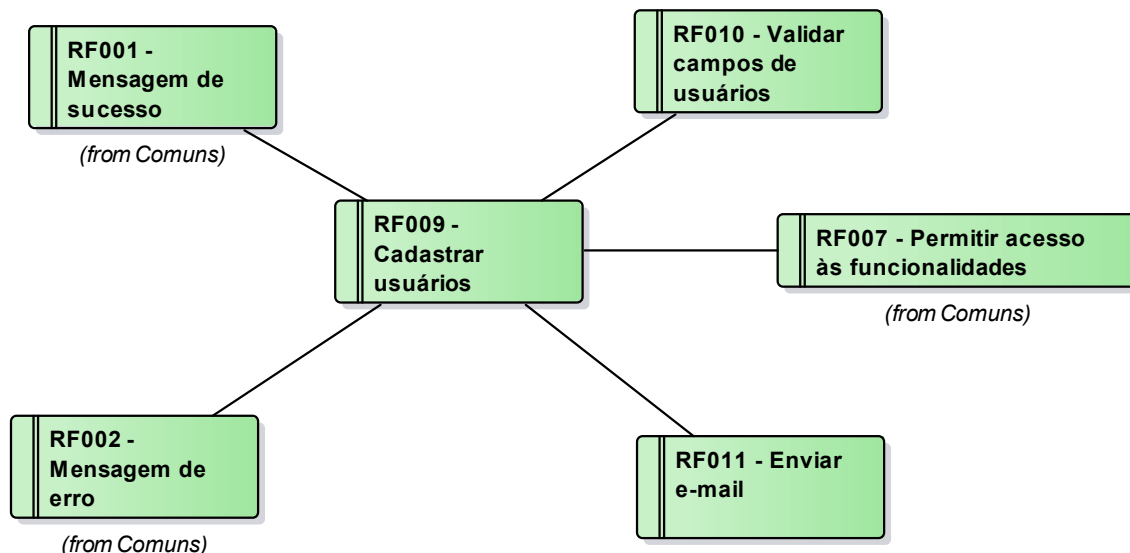 RF001 -
Mensagem de
sucesso
(from Comuns)
RF010 - Validar
campos de
usuários
RF009 -
Cadastrar
usuários
RF007 - Permitir acesso
às funcionalidades
(from Comuns)
RF002 -
Mensagem de
erro
(from Comuns)
RF011 - Enviar
e-mail